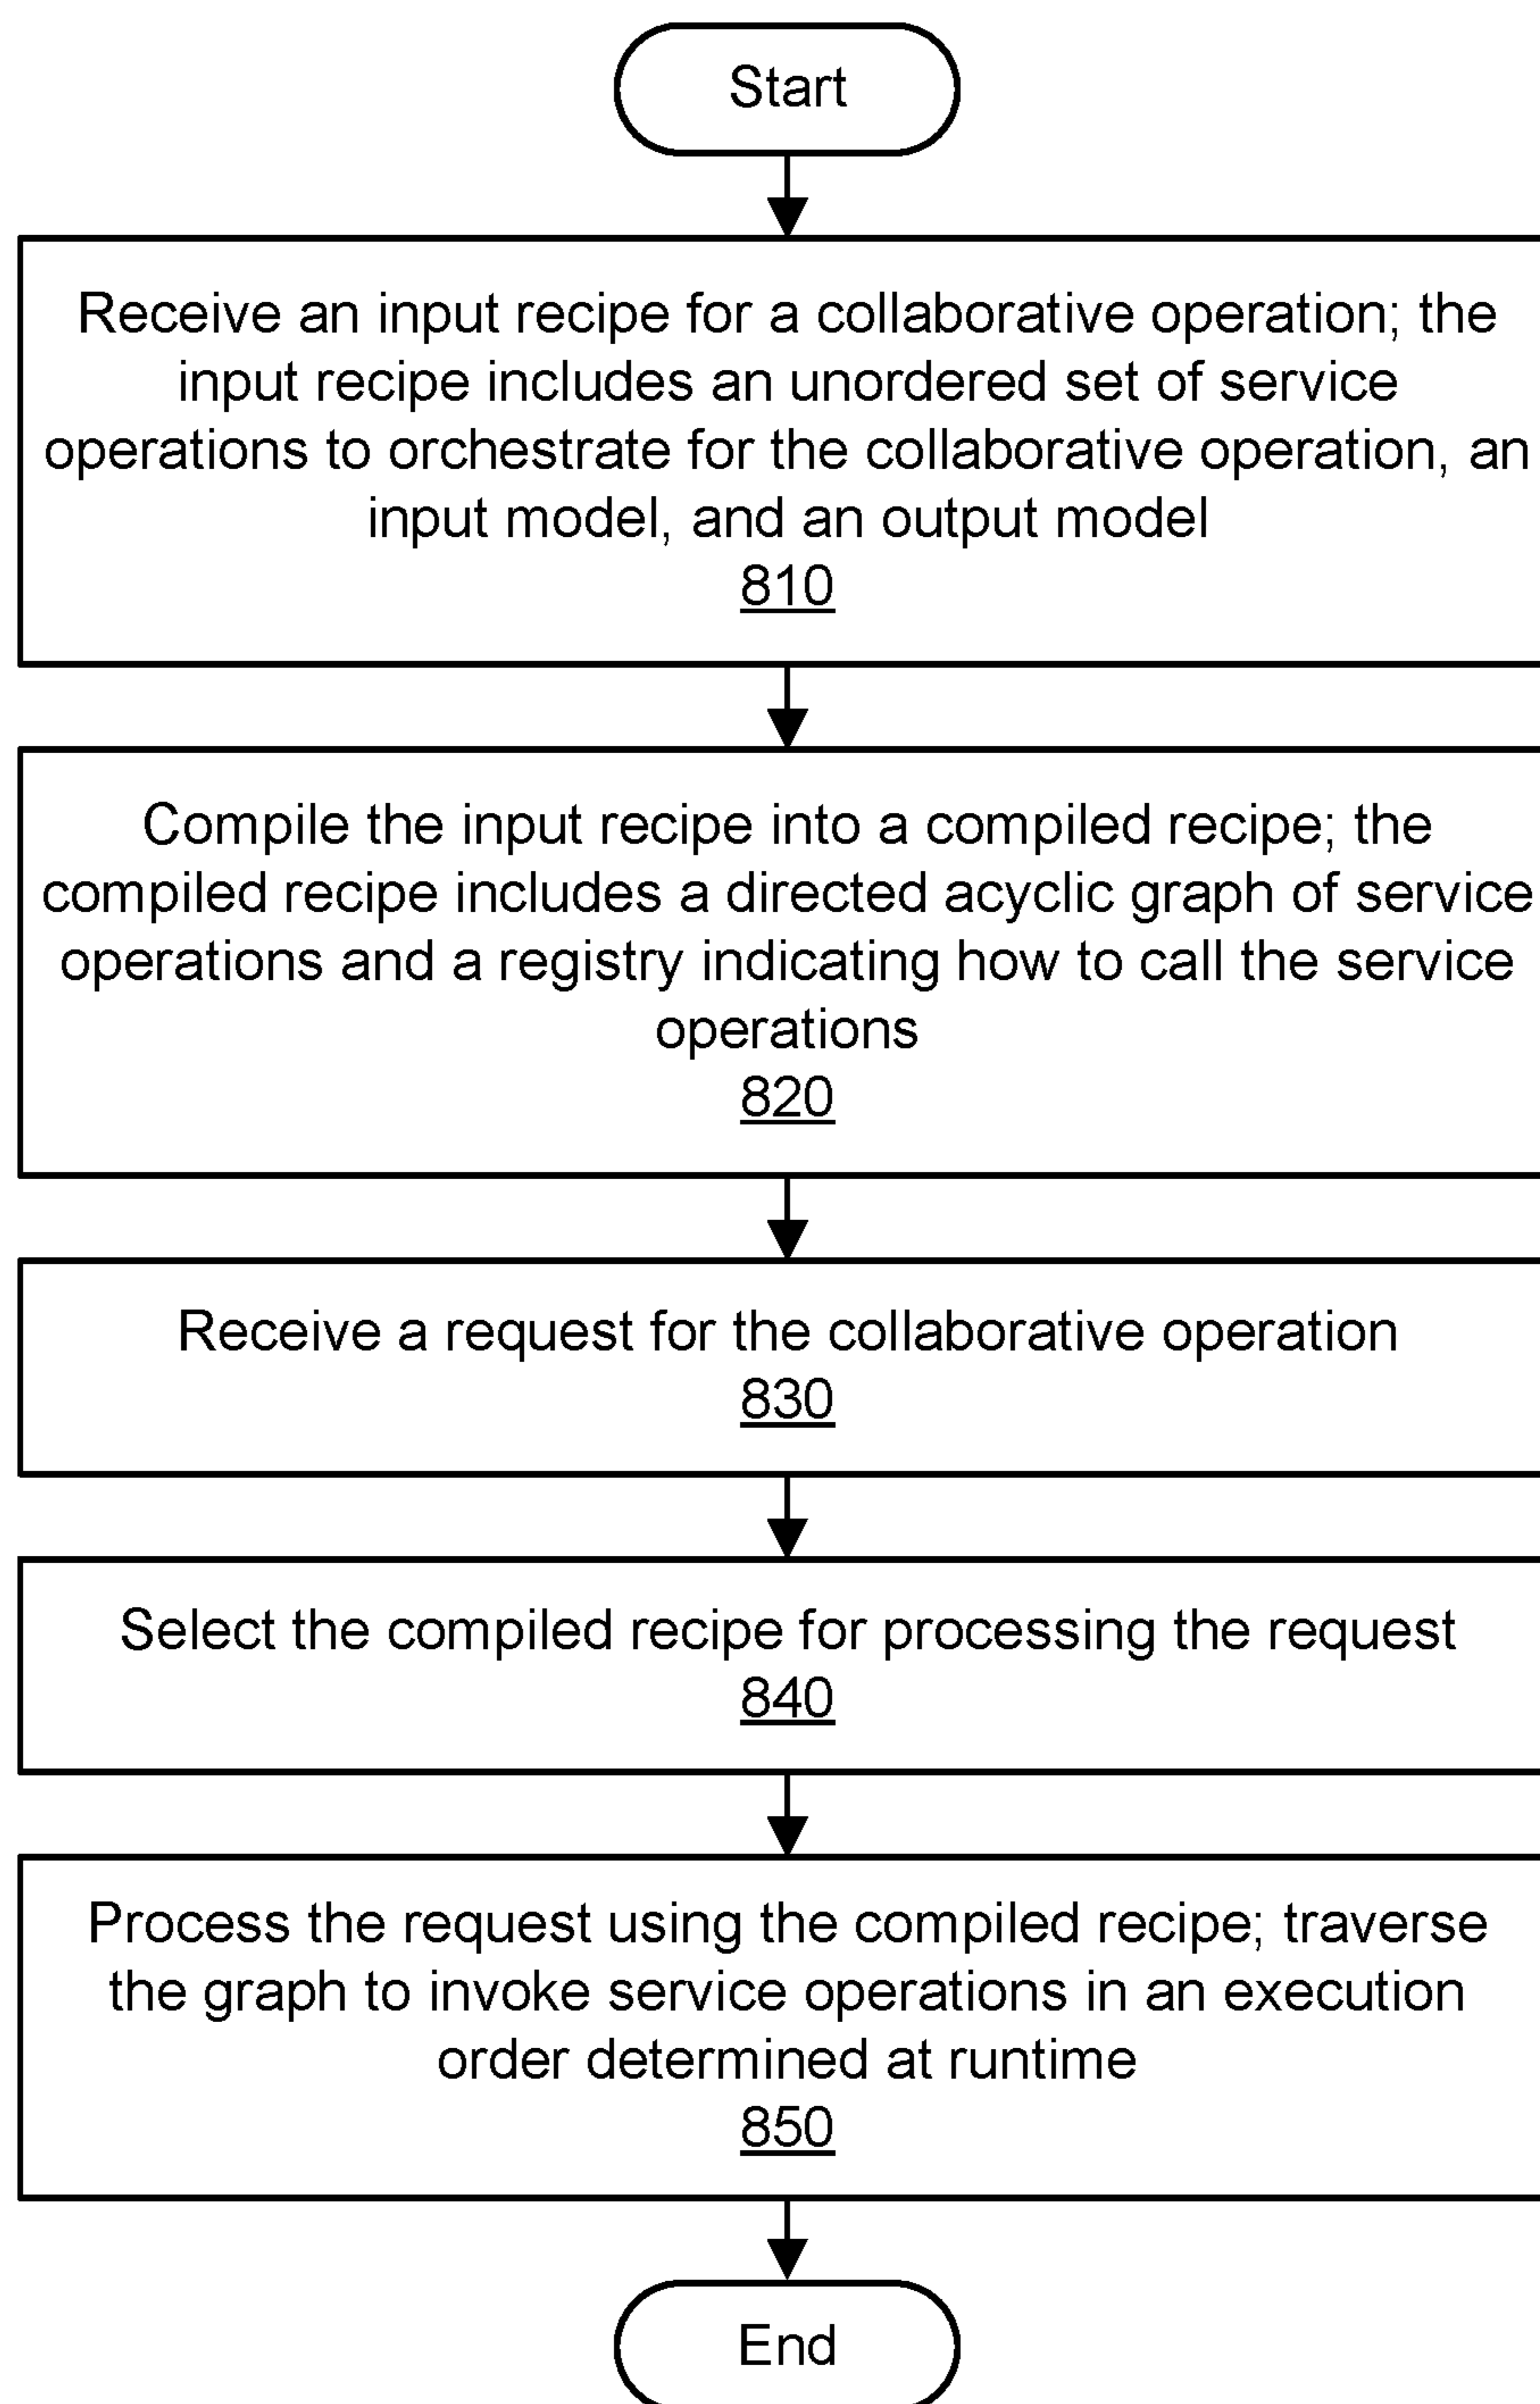 Start
Receive an input recipe for a collaborative operation; the
input recipe includes an unordered set of service
operations to orchestrate for the collaborative operation, an
input model, and an output model
810
Compile the input recipe into a compiled recipe; the
compiled recipe includes a directed acyclic graph of service
operations and a registry indicating how to call the service
operations
820
Receive a request for the collaborative operation
830
Select the compiled recipe for processing the request
840
Process the request using the compiled recipe; traverse
the graph to invoke service operations in an execution
order determined at runtime
850
End